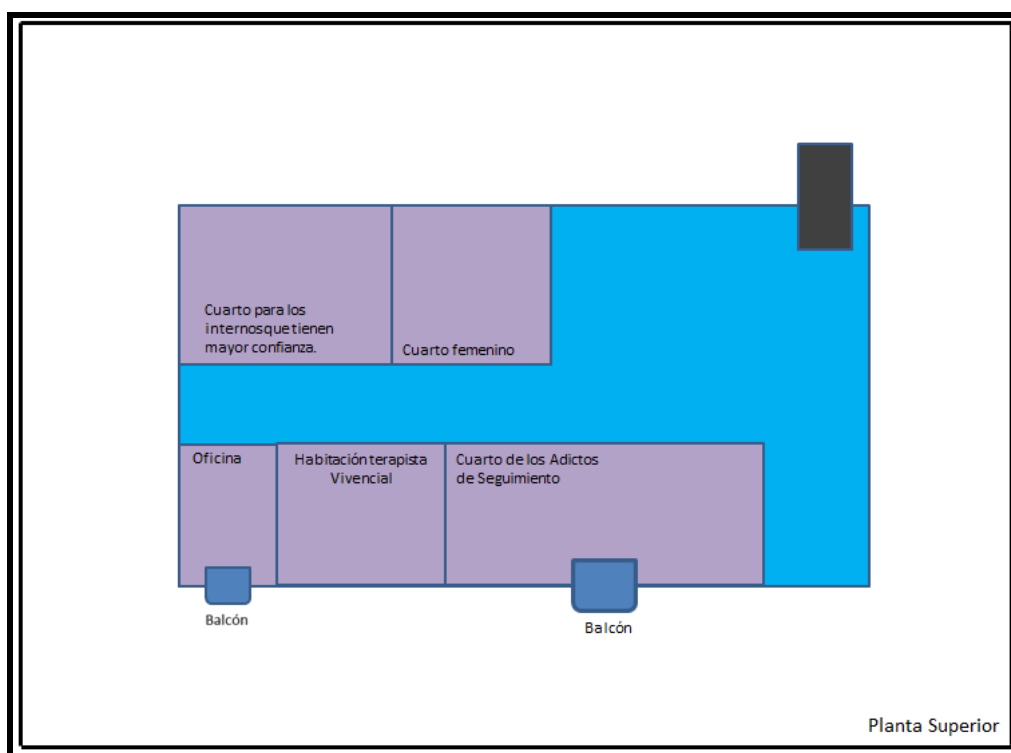 Cuarto para los
internosque tienen
mayor confianza.
Cuarto femenino
Oficina
Habitación terapista
Vivencial
Cuarto de los Adictos
de Seguimiento
Balcón
Balcón
Planta Superior